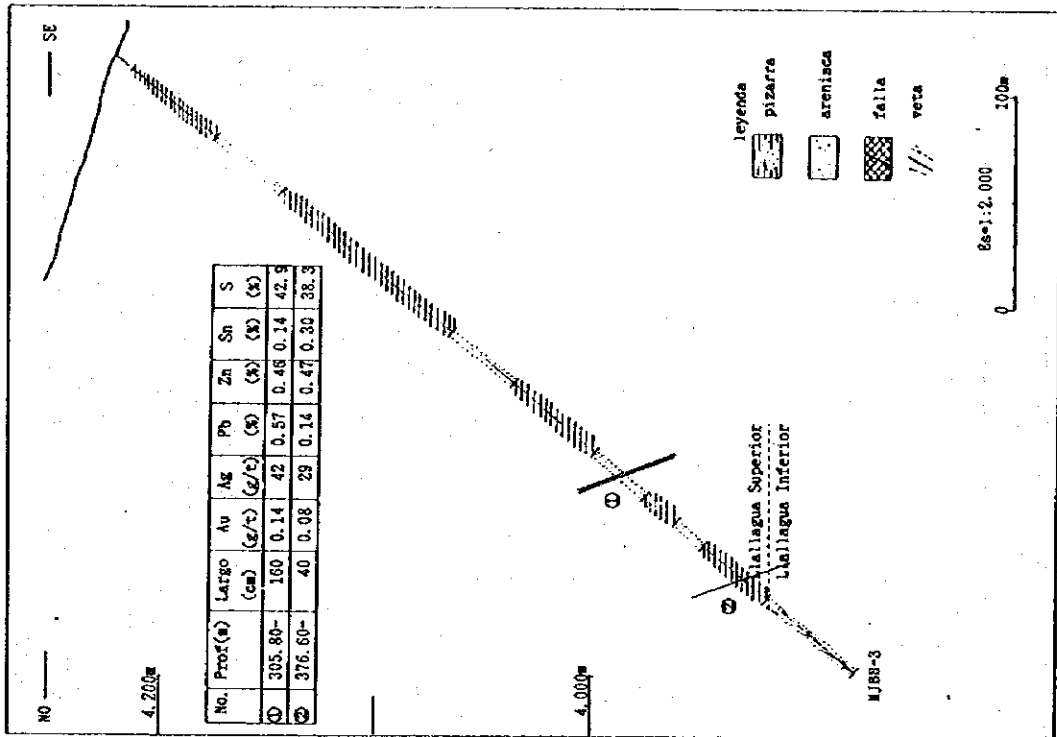 NO
SE
4.200m
4.000m
No. Prof(m) Largo (cm) Au (g/t) Ag (g/t) Pb (%) Zn (%) Sn (%) S (%)
① 305.80- 160 0.14 42 0.57 0.46 0.14 42.9
② 376.60- 40 0.08 29 0.14 0.47 0.30 38.3
①
②
Llallagua Superior
Llallagua Inferior
leyenda
pizarra
arenisca
falla
veta
Es=1:2.000
0 100m